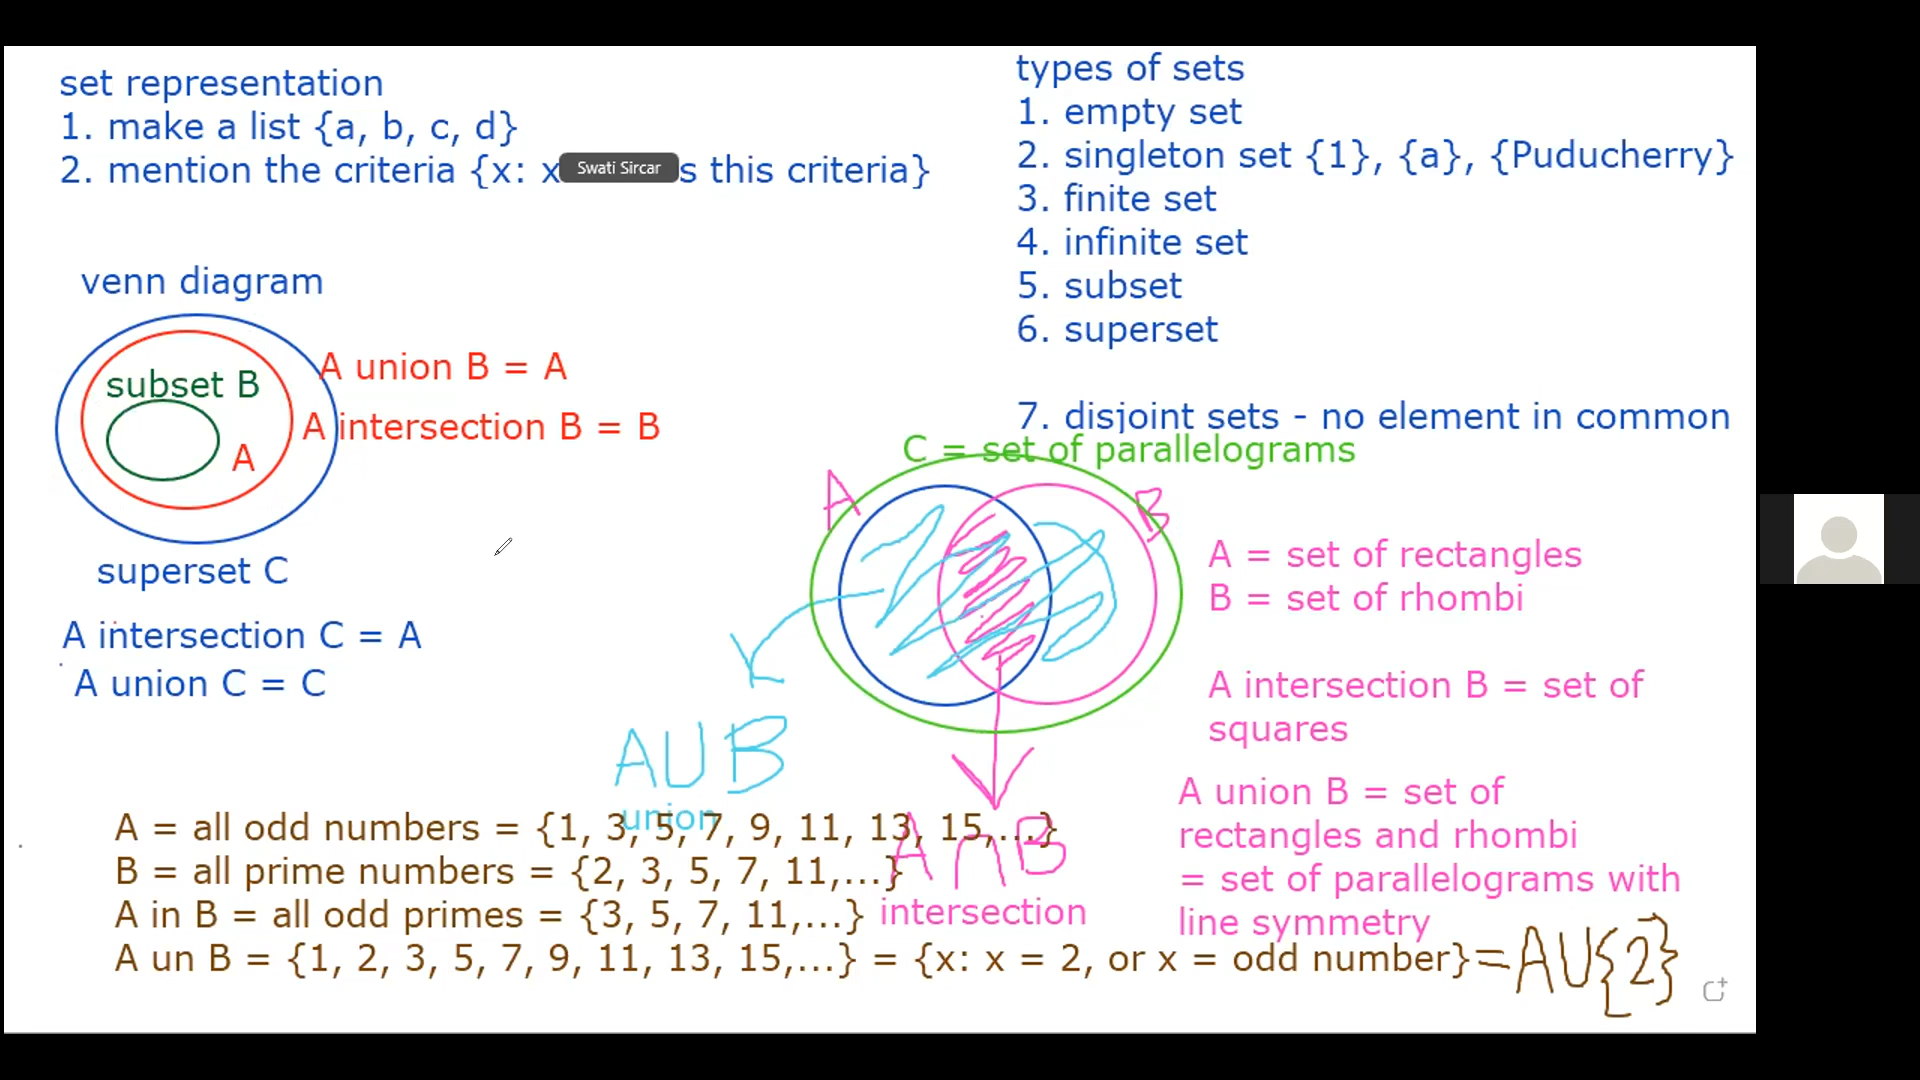 set representation
1. make a list {a, b, c, d}
2. mention the criteria {x: x
Swati Sircar
s this criteria}
types of sets
1. empty set
2. singleton set {1}, {a}, {Puducherry}
3. finite set
4. infinite set
5. subset
6. superset
7. disjoint sets - no element in common
venn diagram
subset B
A
A union B = A
A intersection B = B
superset C
A intersection C = A
A union C = C
C = set of parallelograms
A
B
A = set of rectangles
B = set of rhombi
A intersection B = set of
squares
A union B = set of
rectangles and rhombi
= set of parallelograms with
line symmetry
A U B
union
A ∩ B
intersection
A = all odd numbers = {1, 3, 5, 7, 9, 11, 13, 15,...}
B = all prime numbers = {2, 3, 5, 7, 11,...}
A in B = all odd primes = {3, 5, 7, 11,...}
A un B = {1, 2, 3, 5, 7, 9, 11, 13, 15,...} = {x: x = 2, or x = odd number} = A U {2}